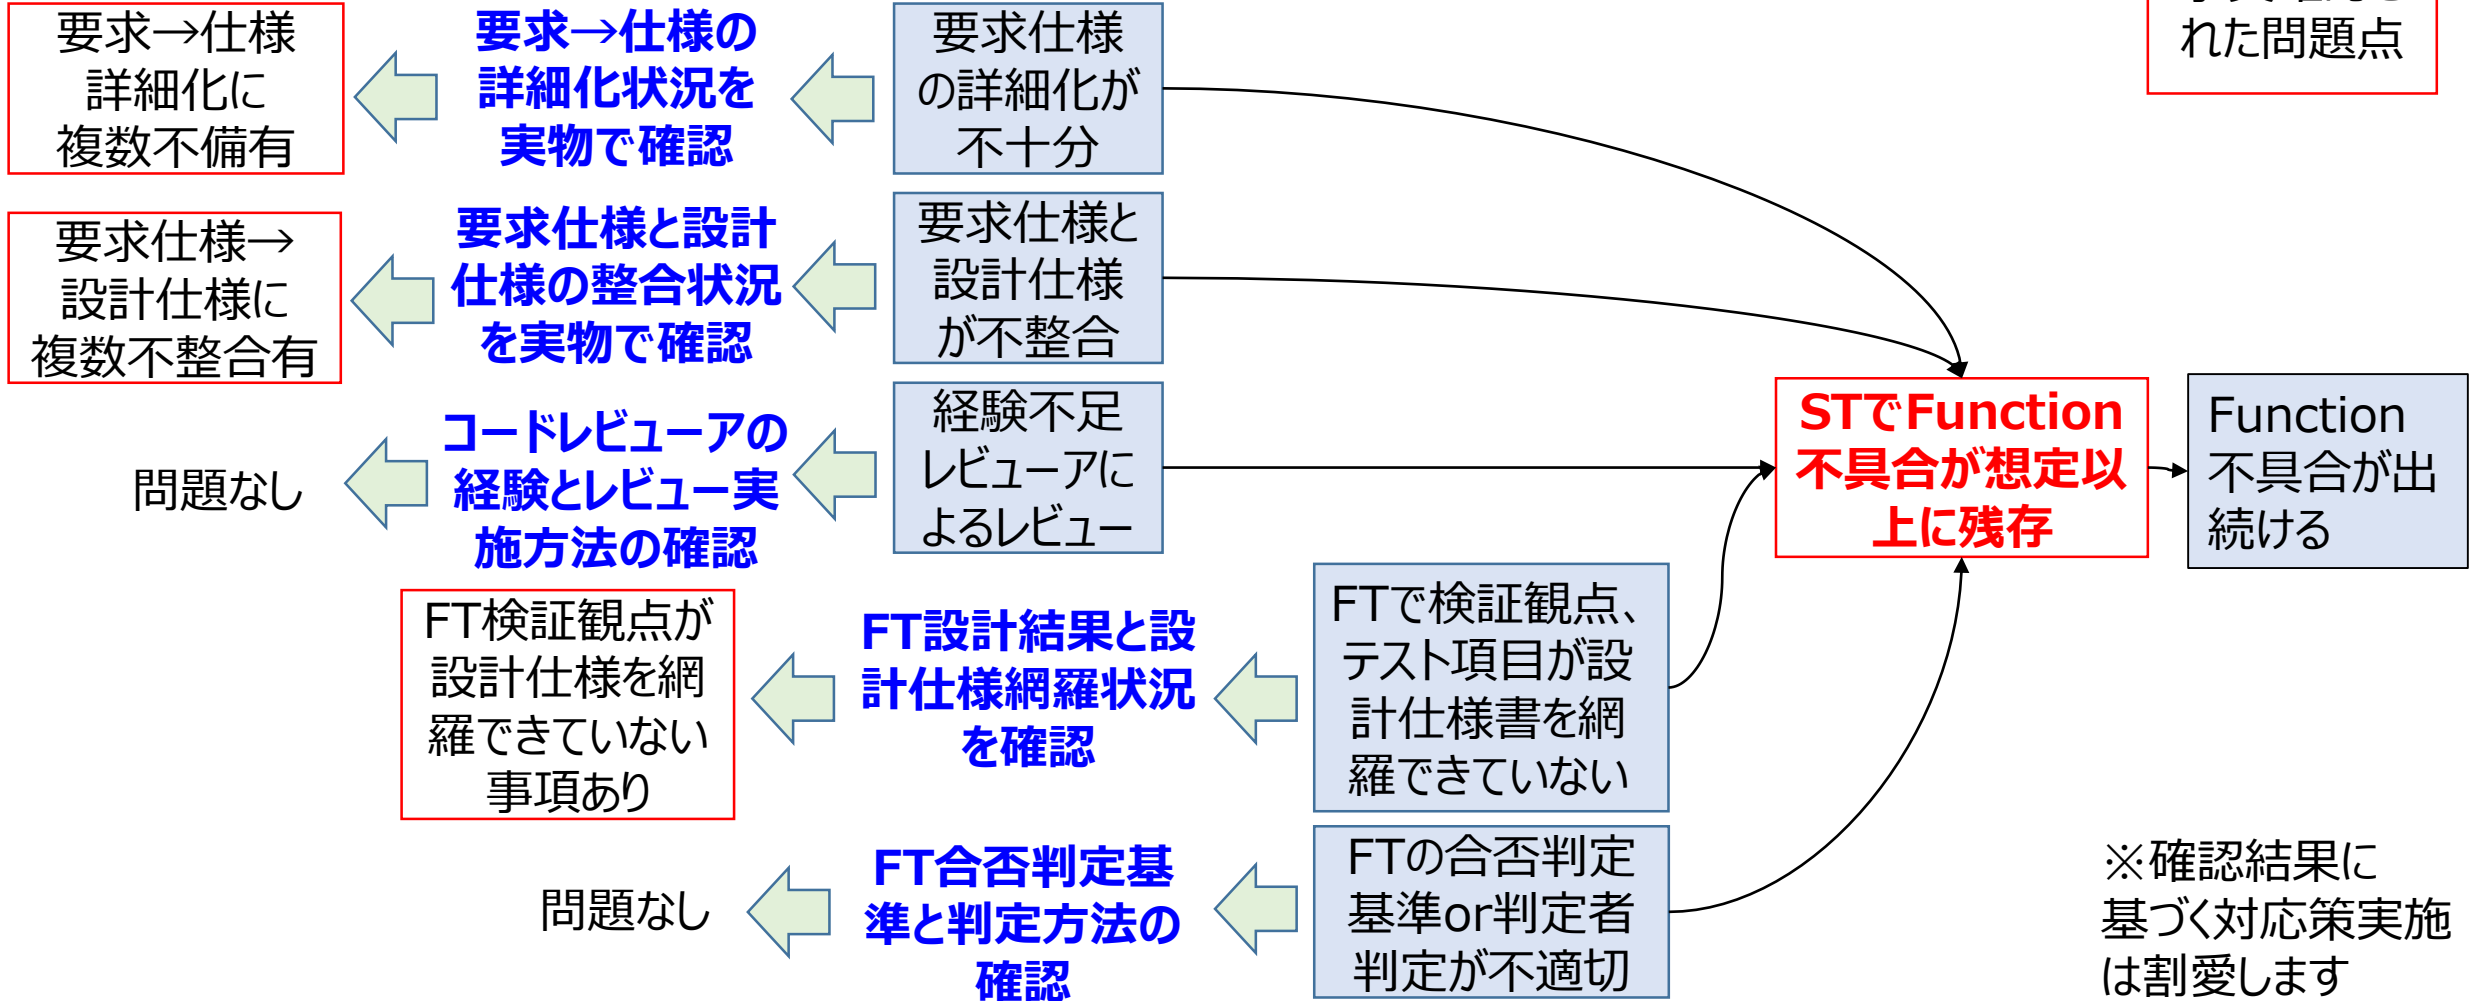 要求→仕様
詳細化に
複数不備有
要求→仕様の
詳細化状況を
実物で確認
要求仕様
の詳細化が
不十分
れた問題点
要求仕様→
設計仕様に
複数不整合有
要求仕様と設計
仕様の整合状況
を実物で確認
要求仕様と
設計仕様
が不整合
問題なし
コードレビューアの
経験とレビュー実
施方法の確認
経験不足
レビューアに
よるレビュー
STでFunction
不具合が想定以
上に残存
Function
不具合が出
続ける
FT検証観点が
設計仕様を網
羅できていない
事項あり
FT設計結果と設
計仕様網羅状況
を確認
FTで検証観点、
テスト項目が設
計仕様書を網
羅できていない
問題なし
FT合否判定基
準と判定方法の
確認
FTの合否判定
基準or判定者
判定が不適切
※確認結果に
基づく対応策実施
は割愛します